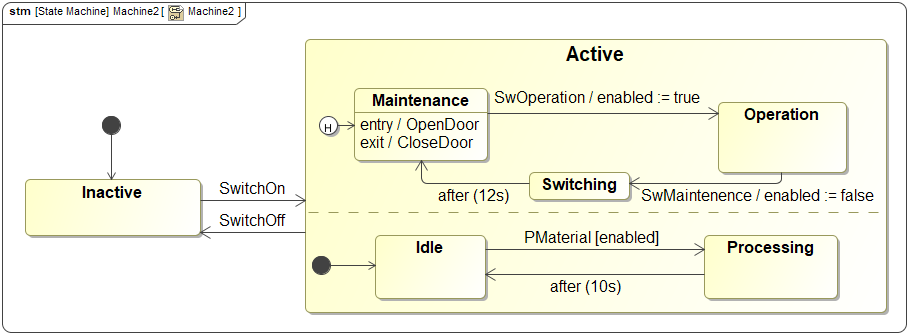 stm [State Machine] Machine2 [ Machine2 ]
Active
Maintenance
entry / OpenDoor
exit / CloseDoor
H
SwOperation / enabled := true
Operation
Inactive
SwitchOn
SwitchOff
Switching
after (12s)
SwMaintenence / enabled := false
Idle
PMaterial [enabled]
Processing
after (10s)